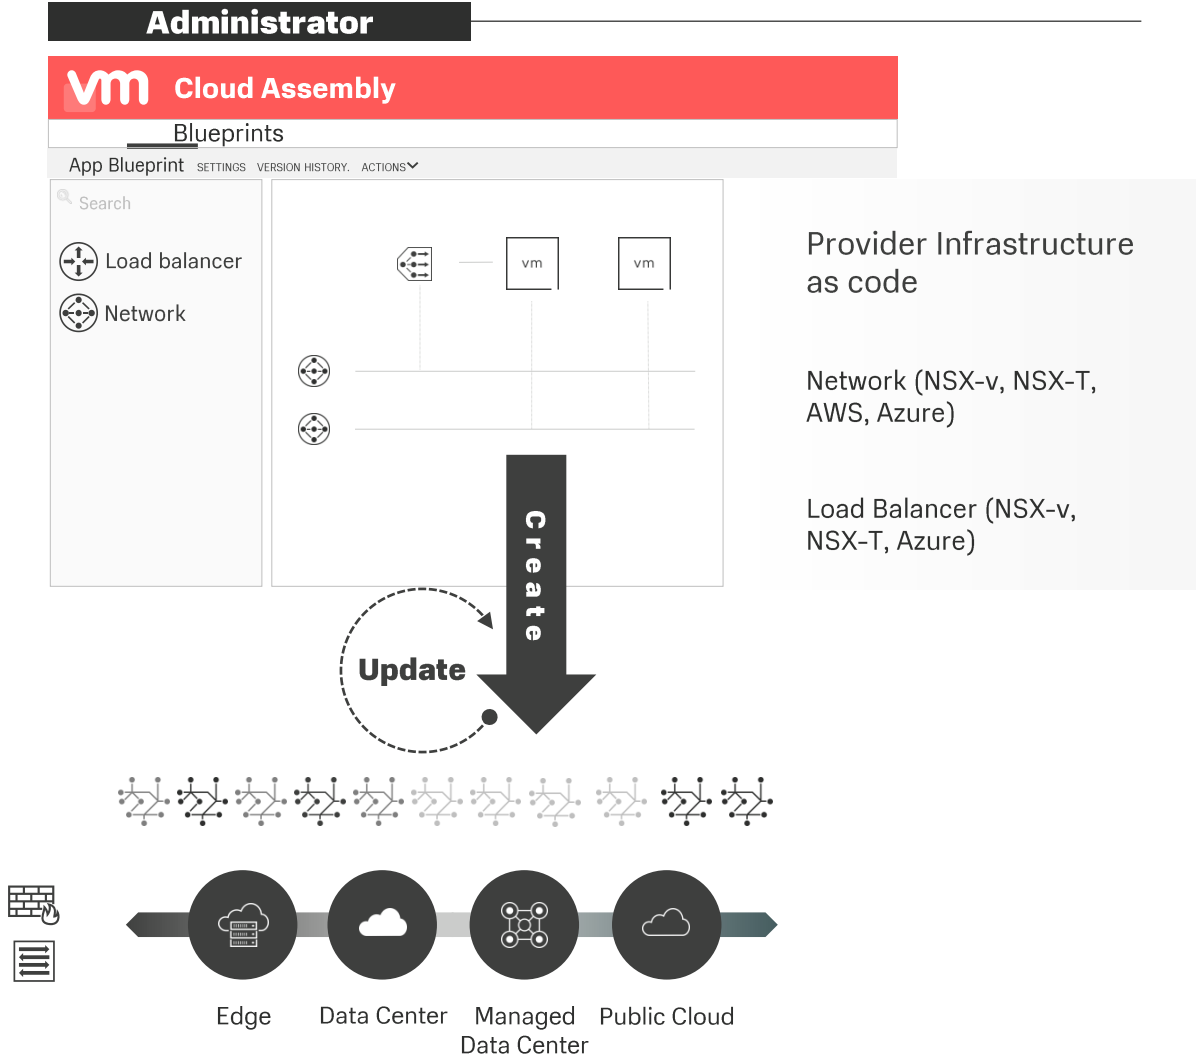 Administrator
vm Cloud Assembly
Blueprints
App Blueprint SETTINGS VERSION HISTORY. ACTIONS
Search
Load balancer
Network
vm vm
Provider Infrastructure
as code
Network (NSX-v, NSX-T,
AWS, Azure)
Load Balancer (NSX-v,
NSX-T, Azure)
Create
Update
Edge
Data Center
Managed
Data Center
Public Cloud